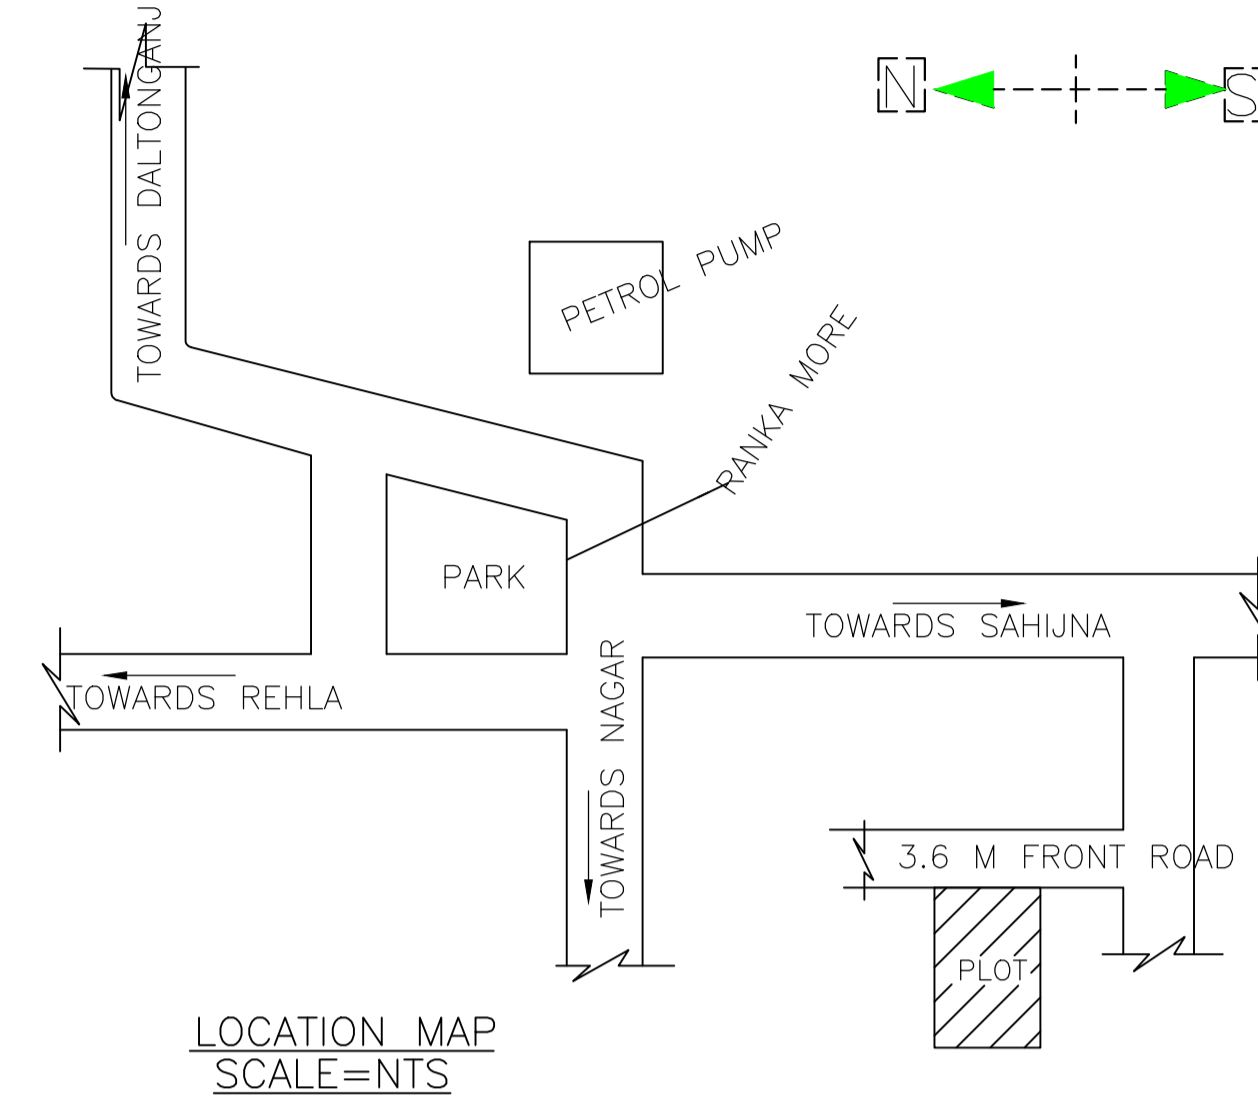 N
S
TOWARDS DALTONGANJ
PETROL PUMP
RANKA MORE
PARK
TOWARDS SAHIJNA
TOWARDS REHLA
TOWARDS NAGAR
3.6 M FRONT ROAD
PLOT
LOCATION MAP
SCALE=NTS